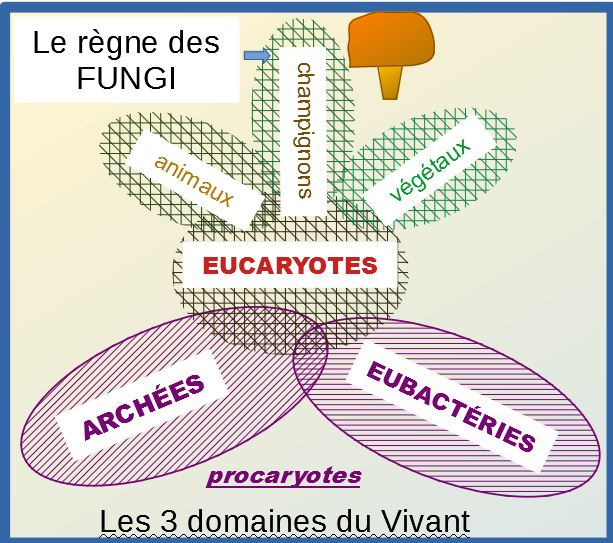 Le règne des
FUNGI
champignons
animaux
végétaux
EUCARYOTES
ARCHÉES
EUBACTÉRIES
procaryotes
Les 3 domaines du Vivant